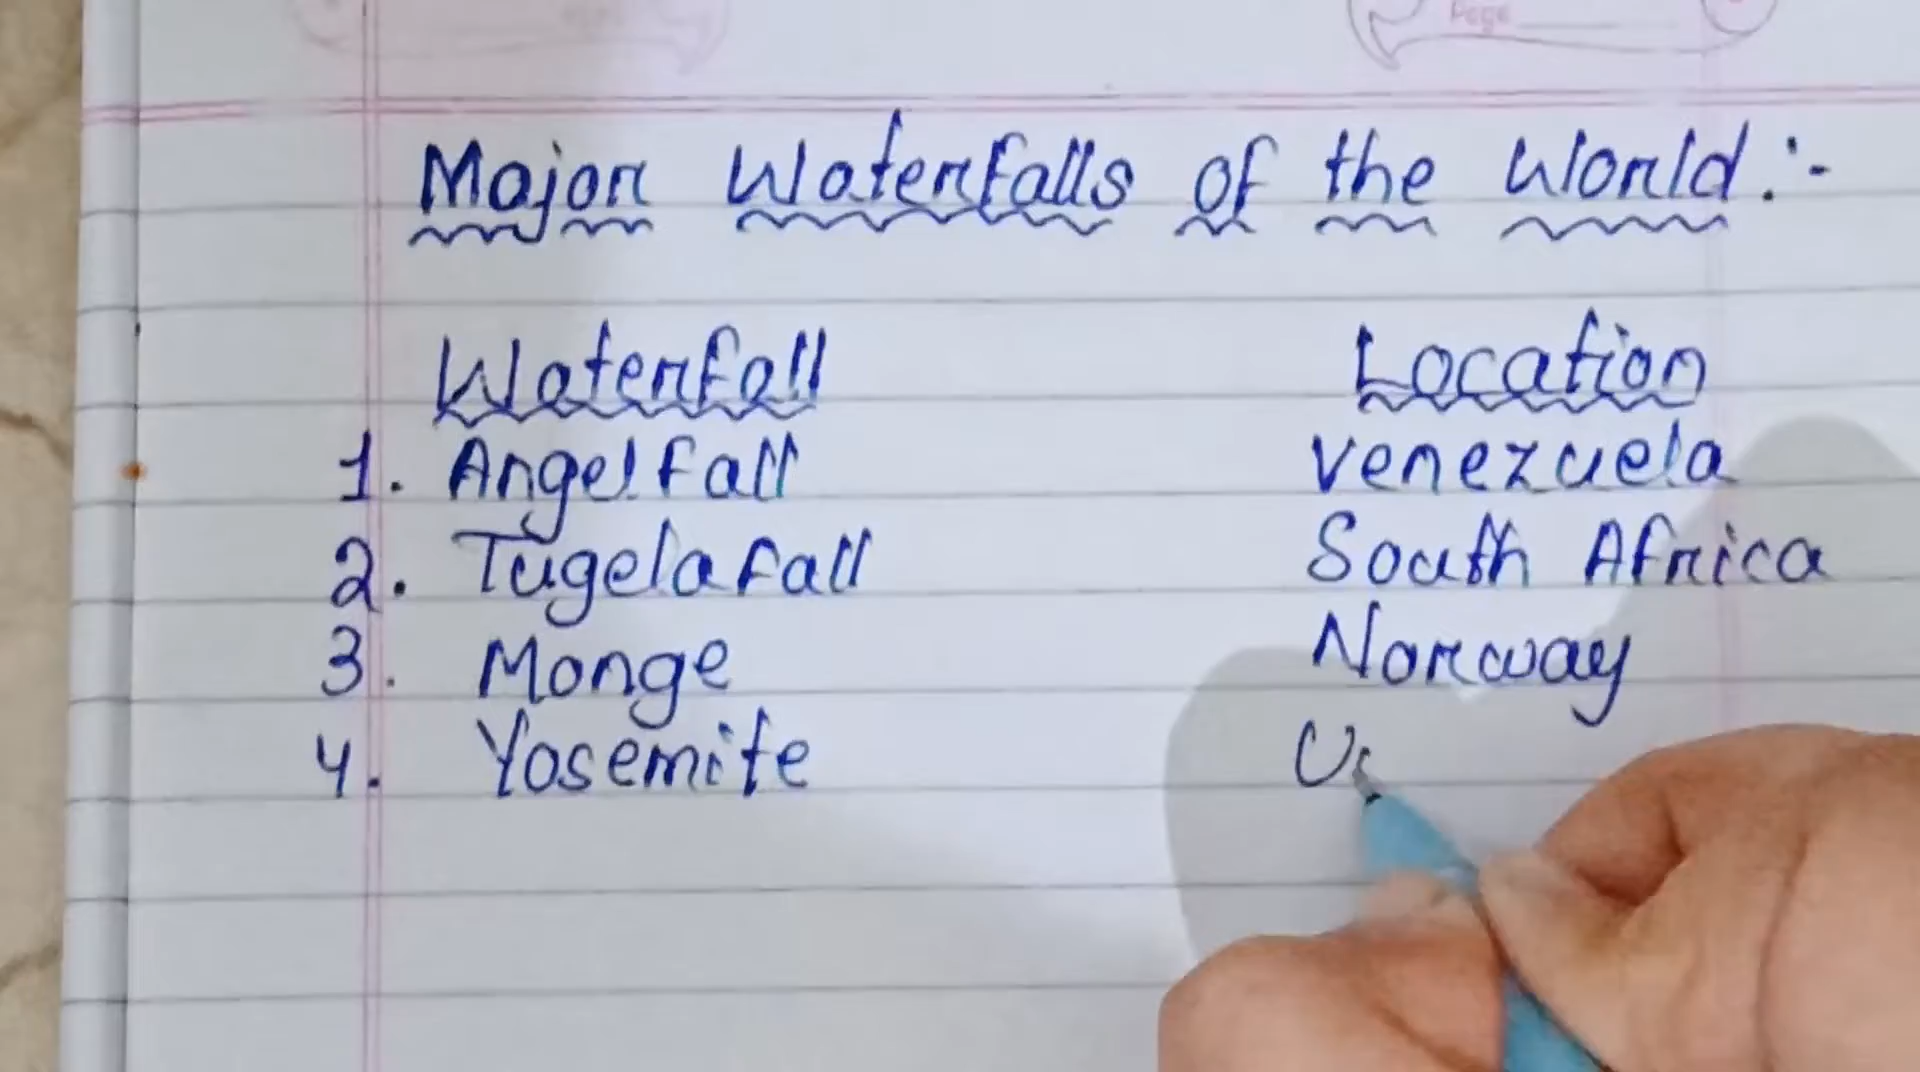 Page
Major Waterfalls of the World :-
Waterfall Location
1. Angel fall Venezuela
2. Tugela fall South Africa
3. Monge Norway
4. Yosemite U